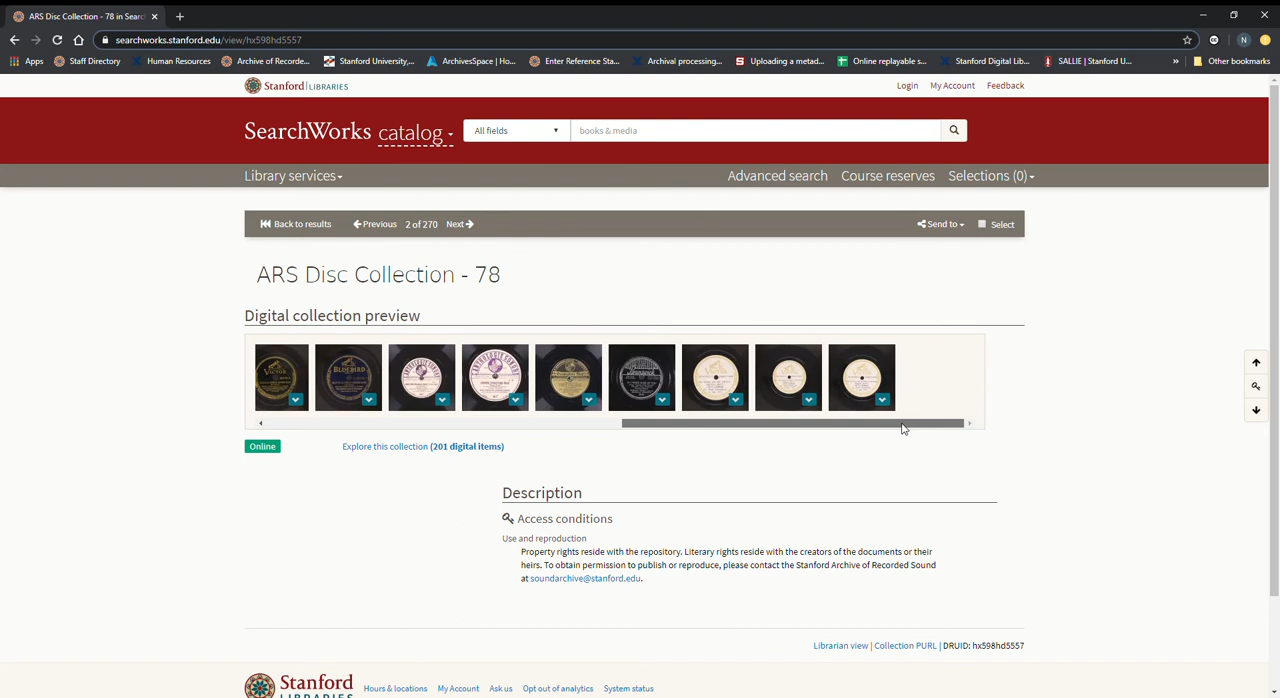 ARS Disc Collection - 78 in Searc
searchworks.stanford.edu/view/hx598hd5557
N
Apps Staff Directory Human Resources Archive of Recorde... Stanford University,... ArchivesSpace | Ho... Enter Reference Sta... Archival processing... Uploading a metad... Online replayable s... Stanford Digital Lib... SALLIE | Stanford U... » Other bookmarks
Stanford | LIBRARIES Login My Account Feedback
SearchWorks catalog All fields books & media
Library services Advanced search Course reserves Selections (0)
Back to results Previous 2 of 270 Next Send to Select
ARS Disc Collection - 78
Digital collection preview
VICTOR BLUEBIRD
Online Explore this collection (201 digital items)
Description
Access conditions
Use and reproduction
Property rights reside with the repository. Literary rights reside with the creators of the documents or their
heirs. To obtain permission to publish or reproduce, please contact the Stanford Archive of Recorded Sound
at soundarchive@stanford.edu.
Librarian view | Collection PURL | DRUID: hx598hd5557
Stanford
LIBRARIES
Hours & locations My Account Ask us Opt out of analytics System status